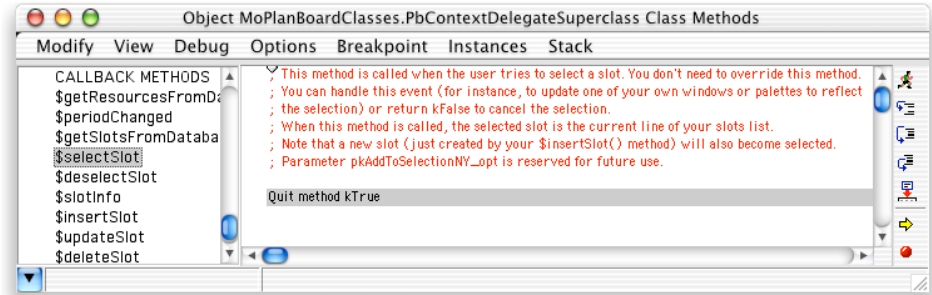 Object MoPlanBoardClasses.PbContextDelegateSuperclass Class Methods
Modify View Debug Options Breakpoint Instances Stack
CALLBACK METHODS
$getResourcesFromDa
$periodChanged
$getSlotsFromDataba
$selectSlot
$deselectSlot
$slotInfo
$insertSlot
$updateSlot
$deleteSlot
; This method is called when the user tries to select a slot. You don't need to override this method.
; You can handle this event (for instance, to update one of your own windows or palettes to reflect
; the selection) or return kFalse to cancel the selection.
; When this method is called, the selected slot is the current line of your slots list.
; Note that a new slot (just created by your $insertSlot() method) will also become selected.
; Parameter pkAddToSelectionNY_opt is reserved for future use.
Quit method kTrue